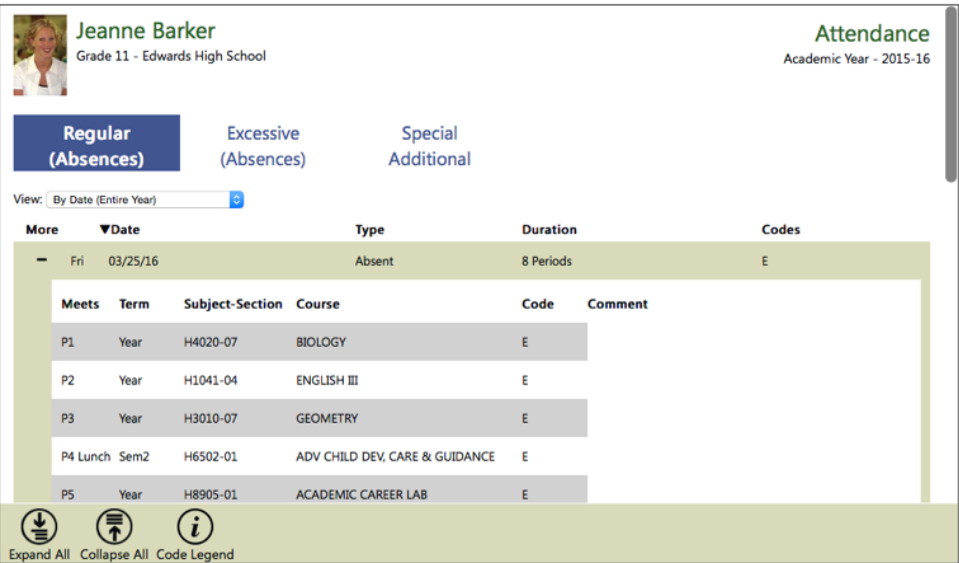 Jeanne Barker
Grade 11 - Edwards High School
Attendance
Academic Year - 2015-16
Regular (Absences)
Excessive (Absences)
Special Additional
View: By Date (Entire Year)
More ▼Date Type Duration Codes
– Fri 03/25/16 Absent 8 Periods E
Meets Term Subject-Section Course Code Comment
P1 Year H4020-07 BIOLOGY E
P2 Year H1041-04 ENGLISH III E
P3 Year H3010-07 GEOMETRY E
P4 Lunch Sem2 H6502-01 ADV CHILD DEV, CARE & GUIDANCE E
P5 Year H8905-01 ACADEMIC CAREER LAB E
Expand All Collapse All Code Legend